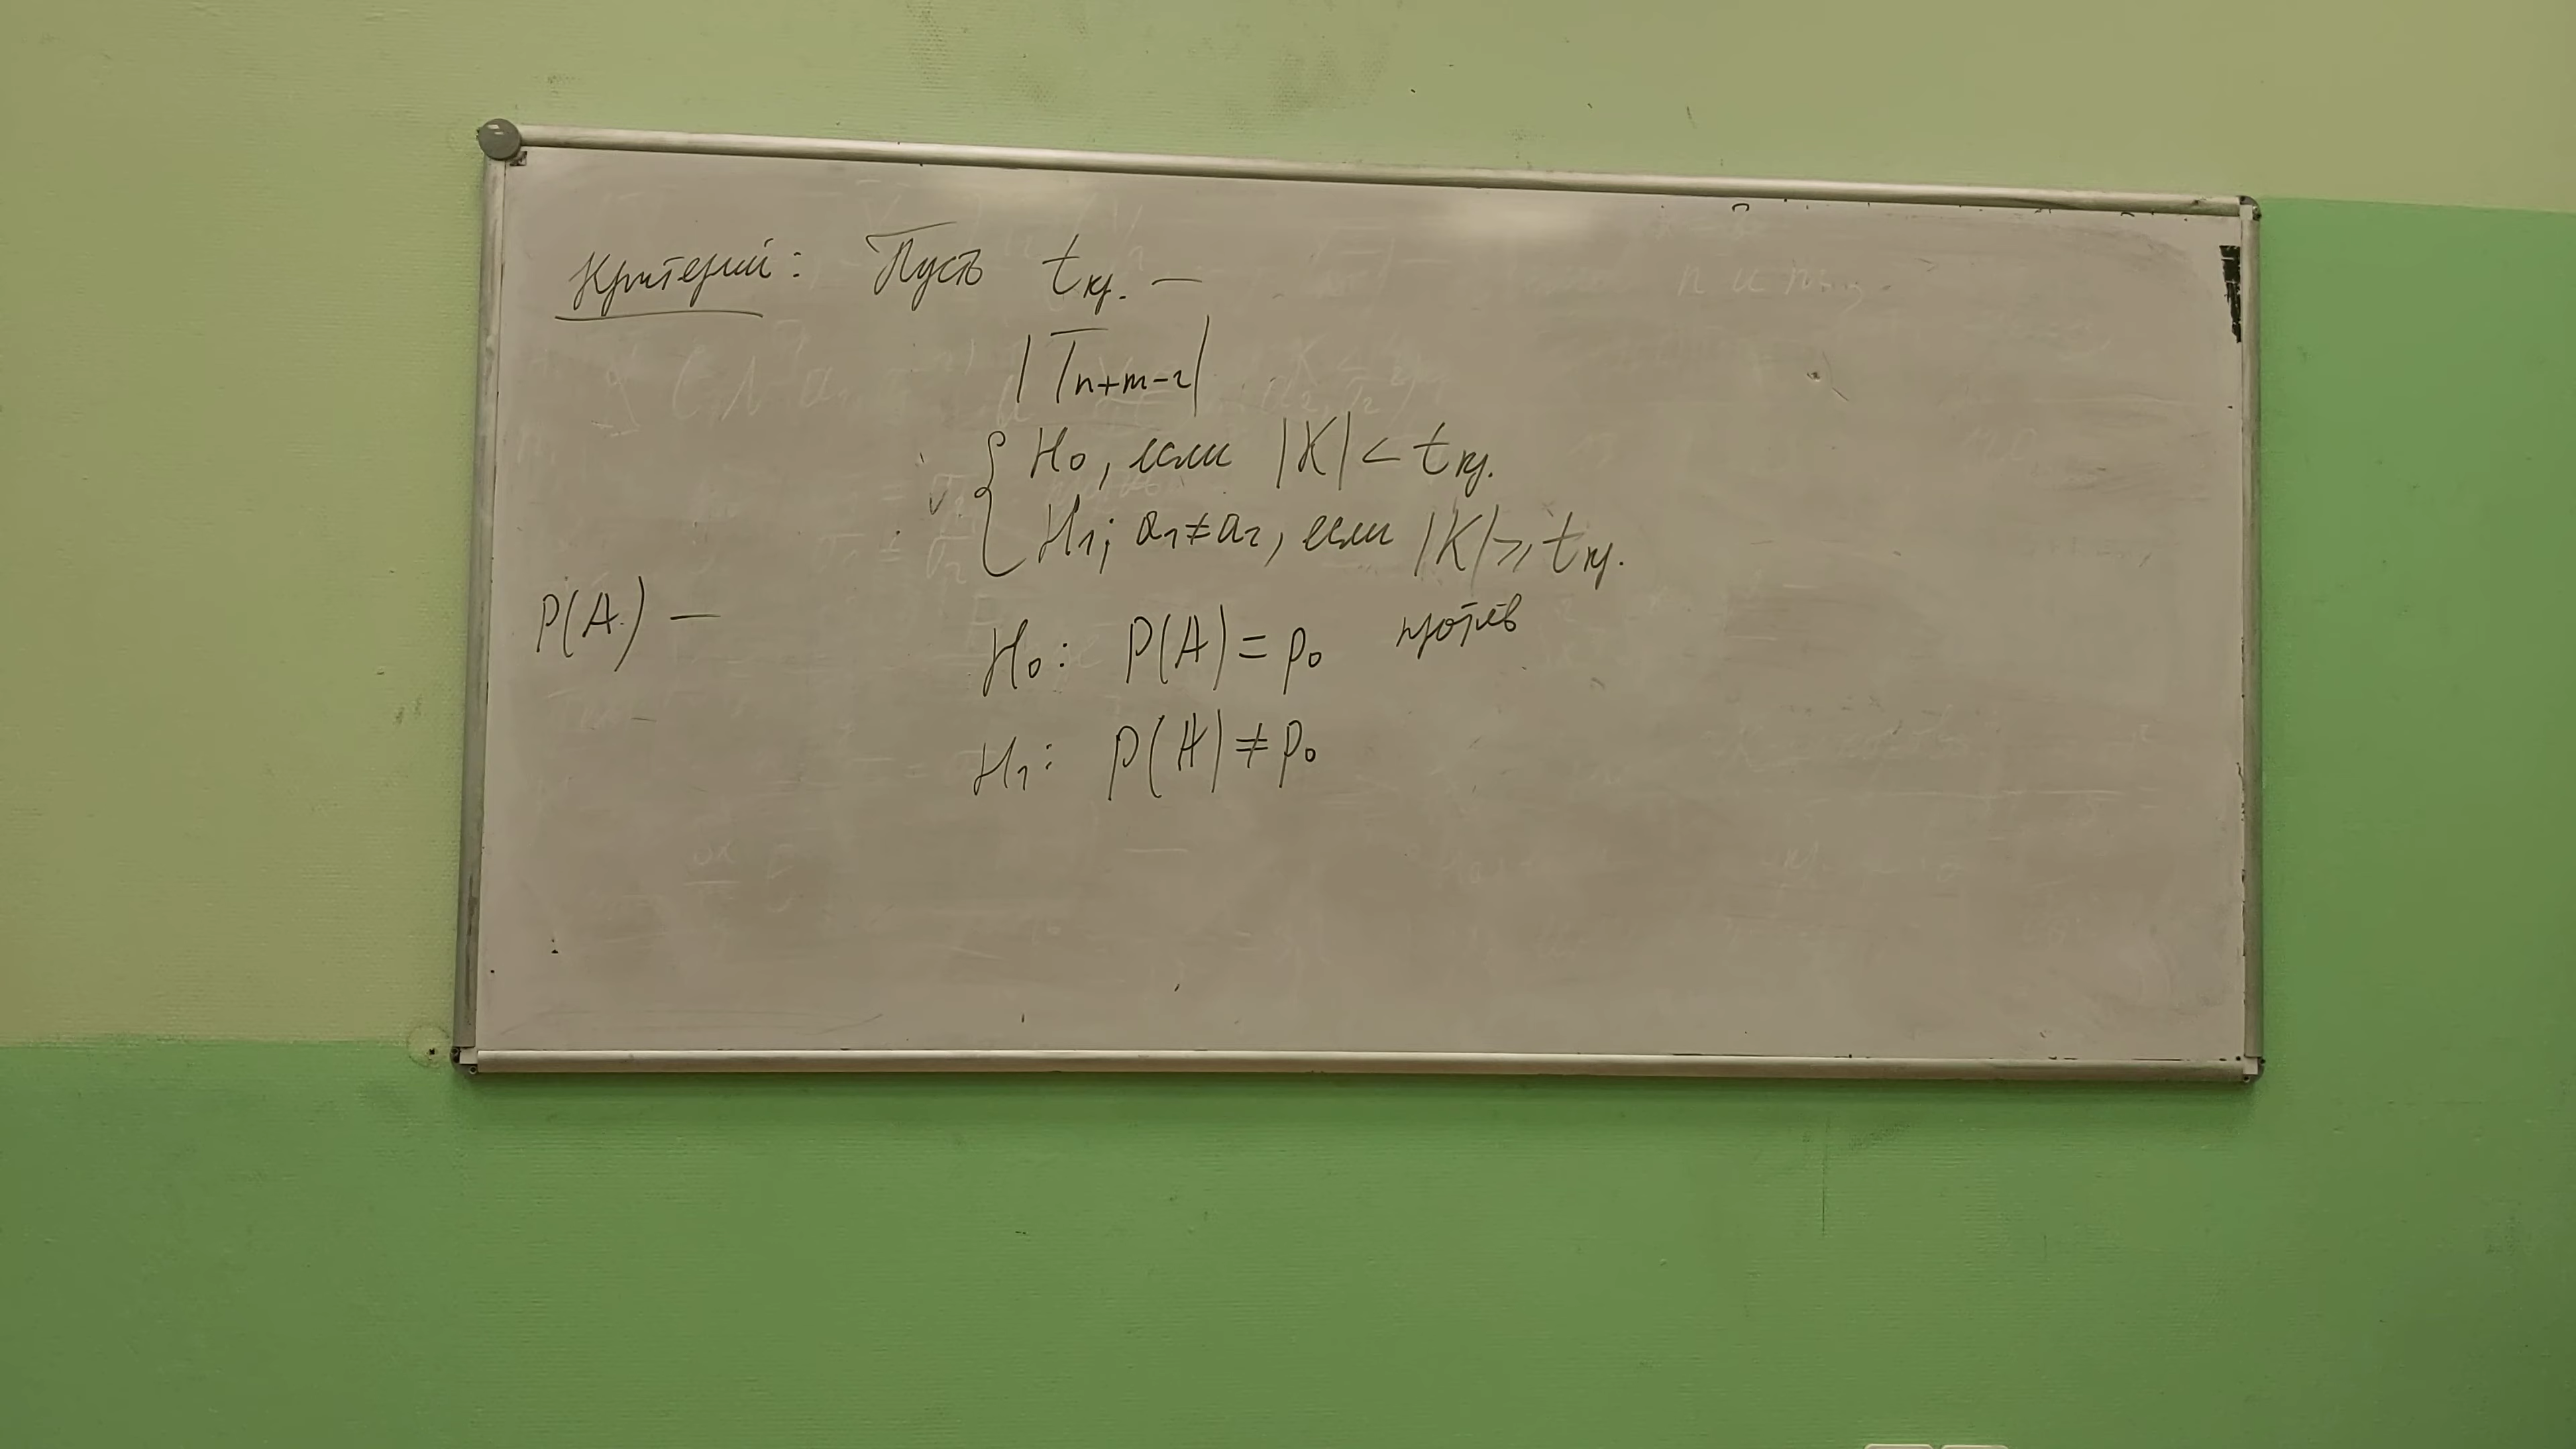 Критерий: Пусть tкр. —
|Tn+m-2|
{ H0, если |K| < tкр.
H1; a1≠a2, если |K| ⩾ tкр.
P(A) —
H0: P(A) = p0 против
H1: P(A) ≠ p0